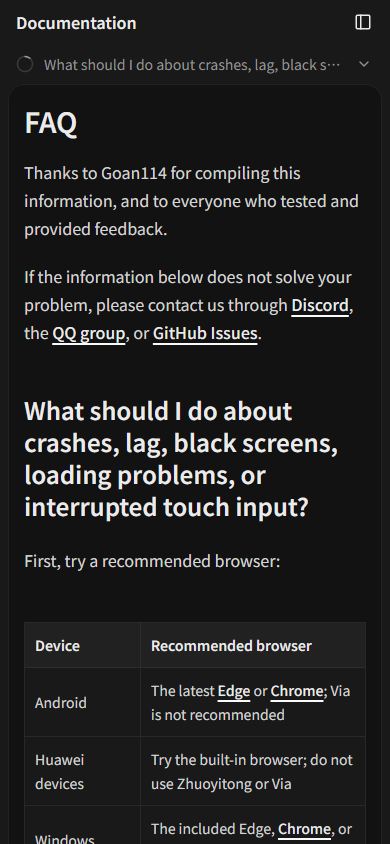 Documentation
What should I do about crashes, lag, black s···
FAQ
Thanks to Goan114 for compiling this
information, and to everyone who tested and
provided feedback.
If the information below does not solve your
problem, please contact us through Discord,
the QQ group, or GitHub Issues.
What should I do about
crashes, lag, black screens,
loading problems, or
interrupted touch input?
First, try a recommended browser:
Device Recommended browser
Android The latest Edge or Chrome; Via
is not recommended
Huawei Try the built-in browser; do not
devices use Zhuoyitong or Via
Windows The included Edge, Chrome, or